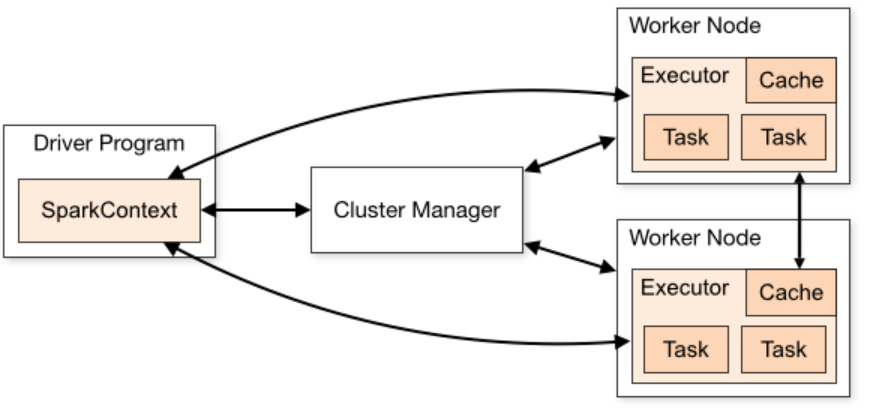 Driver Program
SparkContext
Cluster Manager
Worker Node
Executor
Cache
Task
Task
Worker Node
Executor
Cache
Task
Task